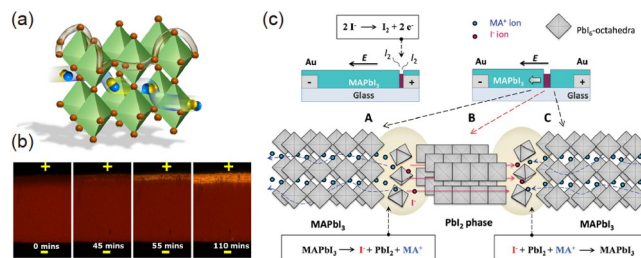 (a)
(b)
+ + + +
0 mins 45 mins 55 mins 110 mins
- - - -
(c)
2 I⁻ → I₂ + 2 e⁻
MA⁺ ion
I⁻ ion
PbI₆-octahedra
Au E I₂ I₂ Au
- MAPbI₃ +
Glass
Au E Au
- MAPbI₃ +
Glass
A B C
I⁻
MAPbI₃ PbI₂ phase MAPbI₃
MAPbI₃ → I⁻ + PbI₂ + MA⁺
I⁻ + PbI₂ + MA⁺ → MAPbI₃